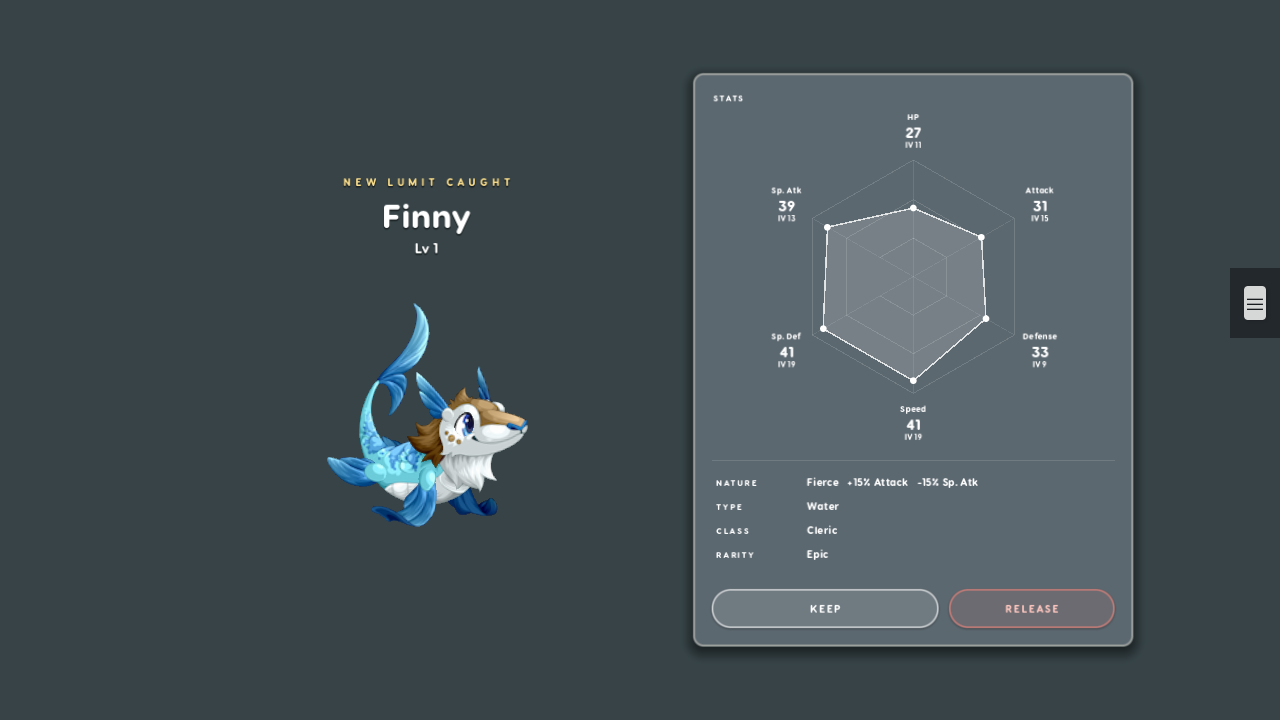 NEW LUMIT CAUGHT
Finny
Lv 1
STATS
HP
27
IV 11
Sp. Atk
39
IV 13
Attack
31
IV 15
Sp. Def
41
IV 19
Defense
33
IV 9
Speed
41
IV 19
NATURE Fierce +15% Attack -15% Sp. Atk
TYPE Water
CLASS Cleric
RARITY Epic
KEEP RELEASE